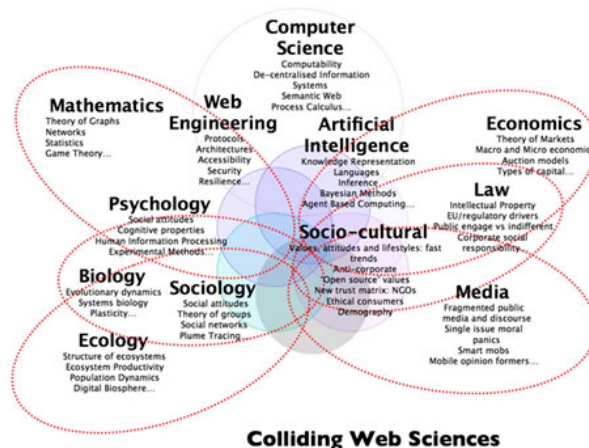 Computer
Science
Computability
De-centralised Information
Systems
Semantic Web
Process Calculus...
Mathematics
Theory of Graphs
Networks
Statistics
Game Theory...
Web
Engineering
Protocols
Architectures
Accessibility
Security
Resilience...
Artificial
Intelligence
Knowledge Representation
Languages
Inference
Bayesian Methods
Agent Based Computing...
Economics
Theory of Markets
Macro and Micro economic
Auction models
Types of capital...
Law
Intellectual Property
EU/regulatory drivers
Public engage vs indifferent
Corporate social
responsibility
Psychology
Social attitudes
Cognitive properties
Human Information Processing
Experimental Methods...
Socio-cultural
Values, attitudes and lifestyles: fast
trends
Anti-corporate
'Open source' values
New trust matrix: NGOs
Ethical consumers
Demography
Biology
Evolutionary dynamics
Systems biology
Plasticity...
Sociology
Social attitudes
Theory of groups
Social networks
Plume Tracing
Media
Fragmented public
media and discourse
Single issue moral
panics
Smart mobs
Mobile opinion formers...
Ecology
Structure of ecosystems
Ecosystem Productivity
Population Dynamics
Digital Biosphere...
Colliding Web Sciences